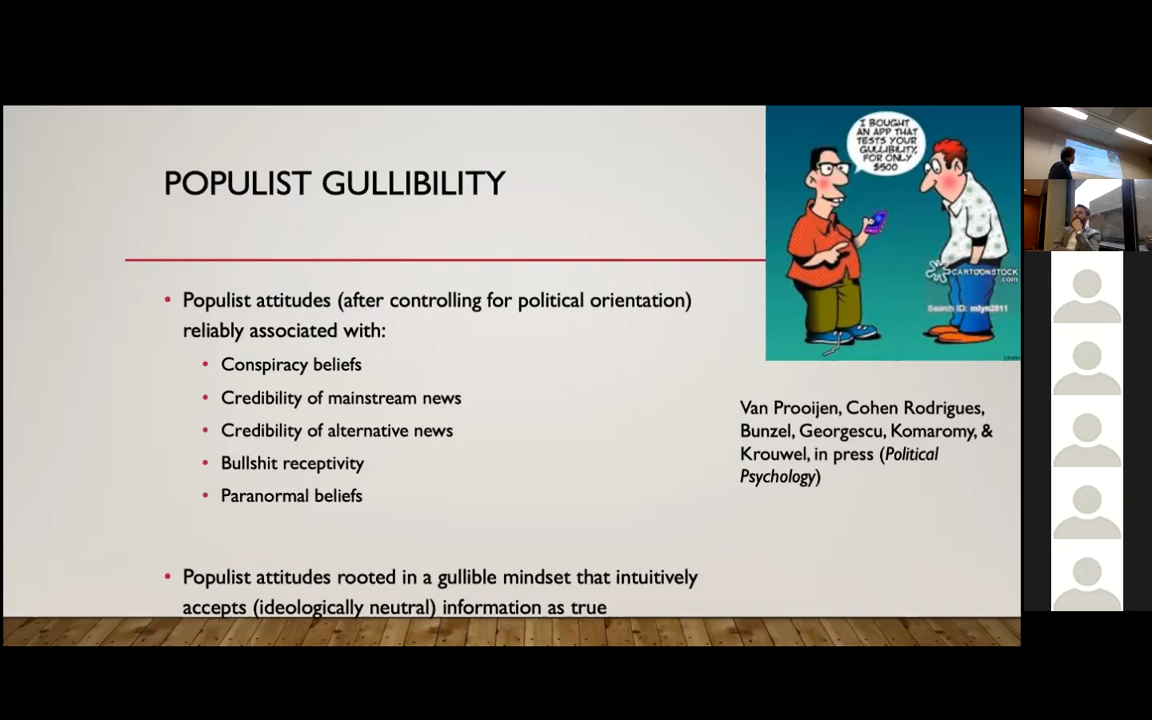 POPULIST GULLIBILITY
I BOUGHT
AN APP THAT
TESTS YOUR
GULLIBILITY,
FOR ONLY
$500
CARTOONSTOCK
.com
Search ID: mlyn2811
• Populist attitudes (after controlling for political orientation)
reliably associated with:
• Conspiracy beliefs
• Credibility of mainstream news
• Credibility of alternative news
• Bullshit receptivity
• Paranormal beliefs
Van Prooijen, Cohen Rodrigues,
Bunzel, Georgescu, Komaromy, &
Krouwel, in press (Political
Psychology)
• Populist attitudes rooted in a gullible mindset that intuitively
accepts (ideologically neutral) information as true